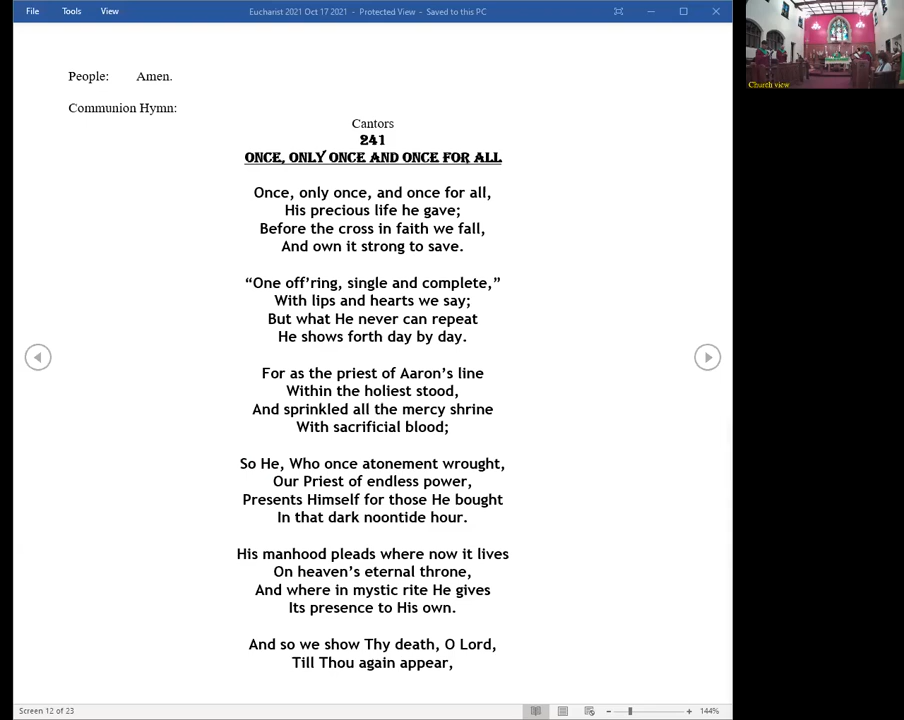 File Tools View Eucharist 2021 Oct 17 2021 - Protected View - Saved to this PC
Church view
People: Amen.
Communion Hymn:
Cantors
241
ONCE, ONLY ONCE AND ONCE FOR ALL
Once, only once, and once for all,
His precious life he gave;
Before the cross in faith we fall,
And own it strong to save.
“One off’ring, single and complete,”
With lips and hearts we say;
But what He never can repeat
He shows forth day by day.
For as the priest of Aaron’s line
Within the holiest stood,
And sprinkled all the mercy shrine
With sacrificial blood;
So He, Who once atonement wrought,
Our Priest of endless power,
Presents Himself for those He bought
In that dark noontide hour.
His manhood pleads where now it lives
On heaven’s eternal throne,
And where in mystic rite He gives
Its presence to His own.
And so we show Thy death, O Lord,
Till Thou again appear,
Screen 12 of 23 144%